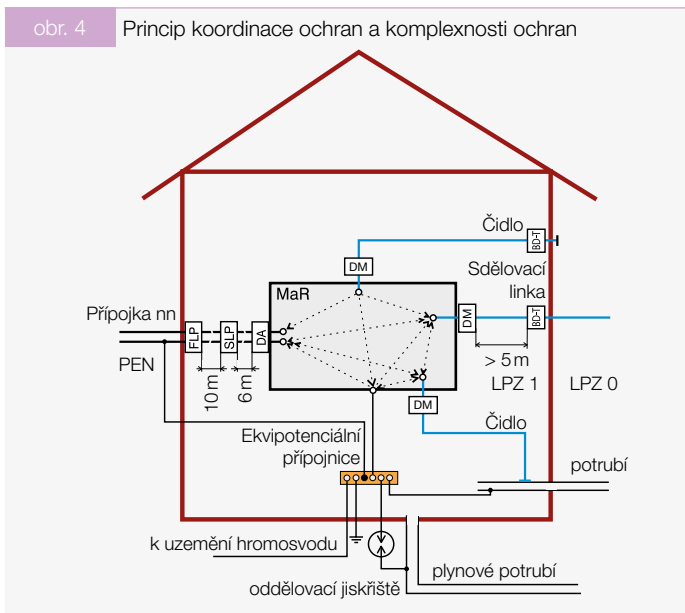 obr. 4 Princip koordinace ochran a komplexnosti ochran
Čidlo
BD-T
DM
Sdělovací
linka
MaR
Přípojka nn
FLP
SLP
DA
DM
BD-T
PEN
> 5 m
10 m
6 m
LPZ 1
LPZ 0
DM
Čidlo
Ekvipotenciální
přípojnice
potrubí
k uzemění hromosvodu
plynové potrubí
oddělovací jiskřiště